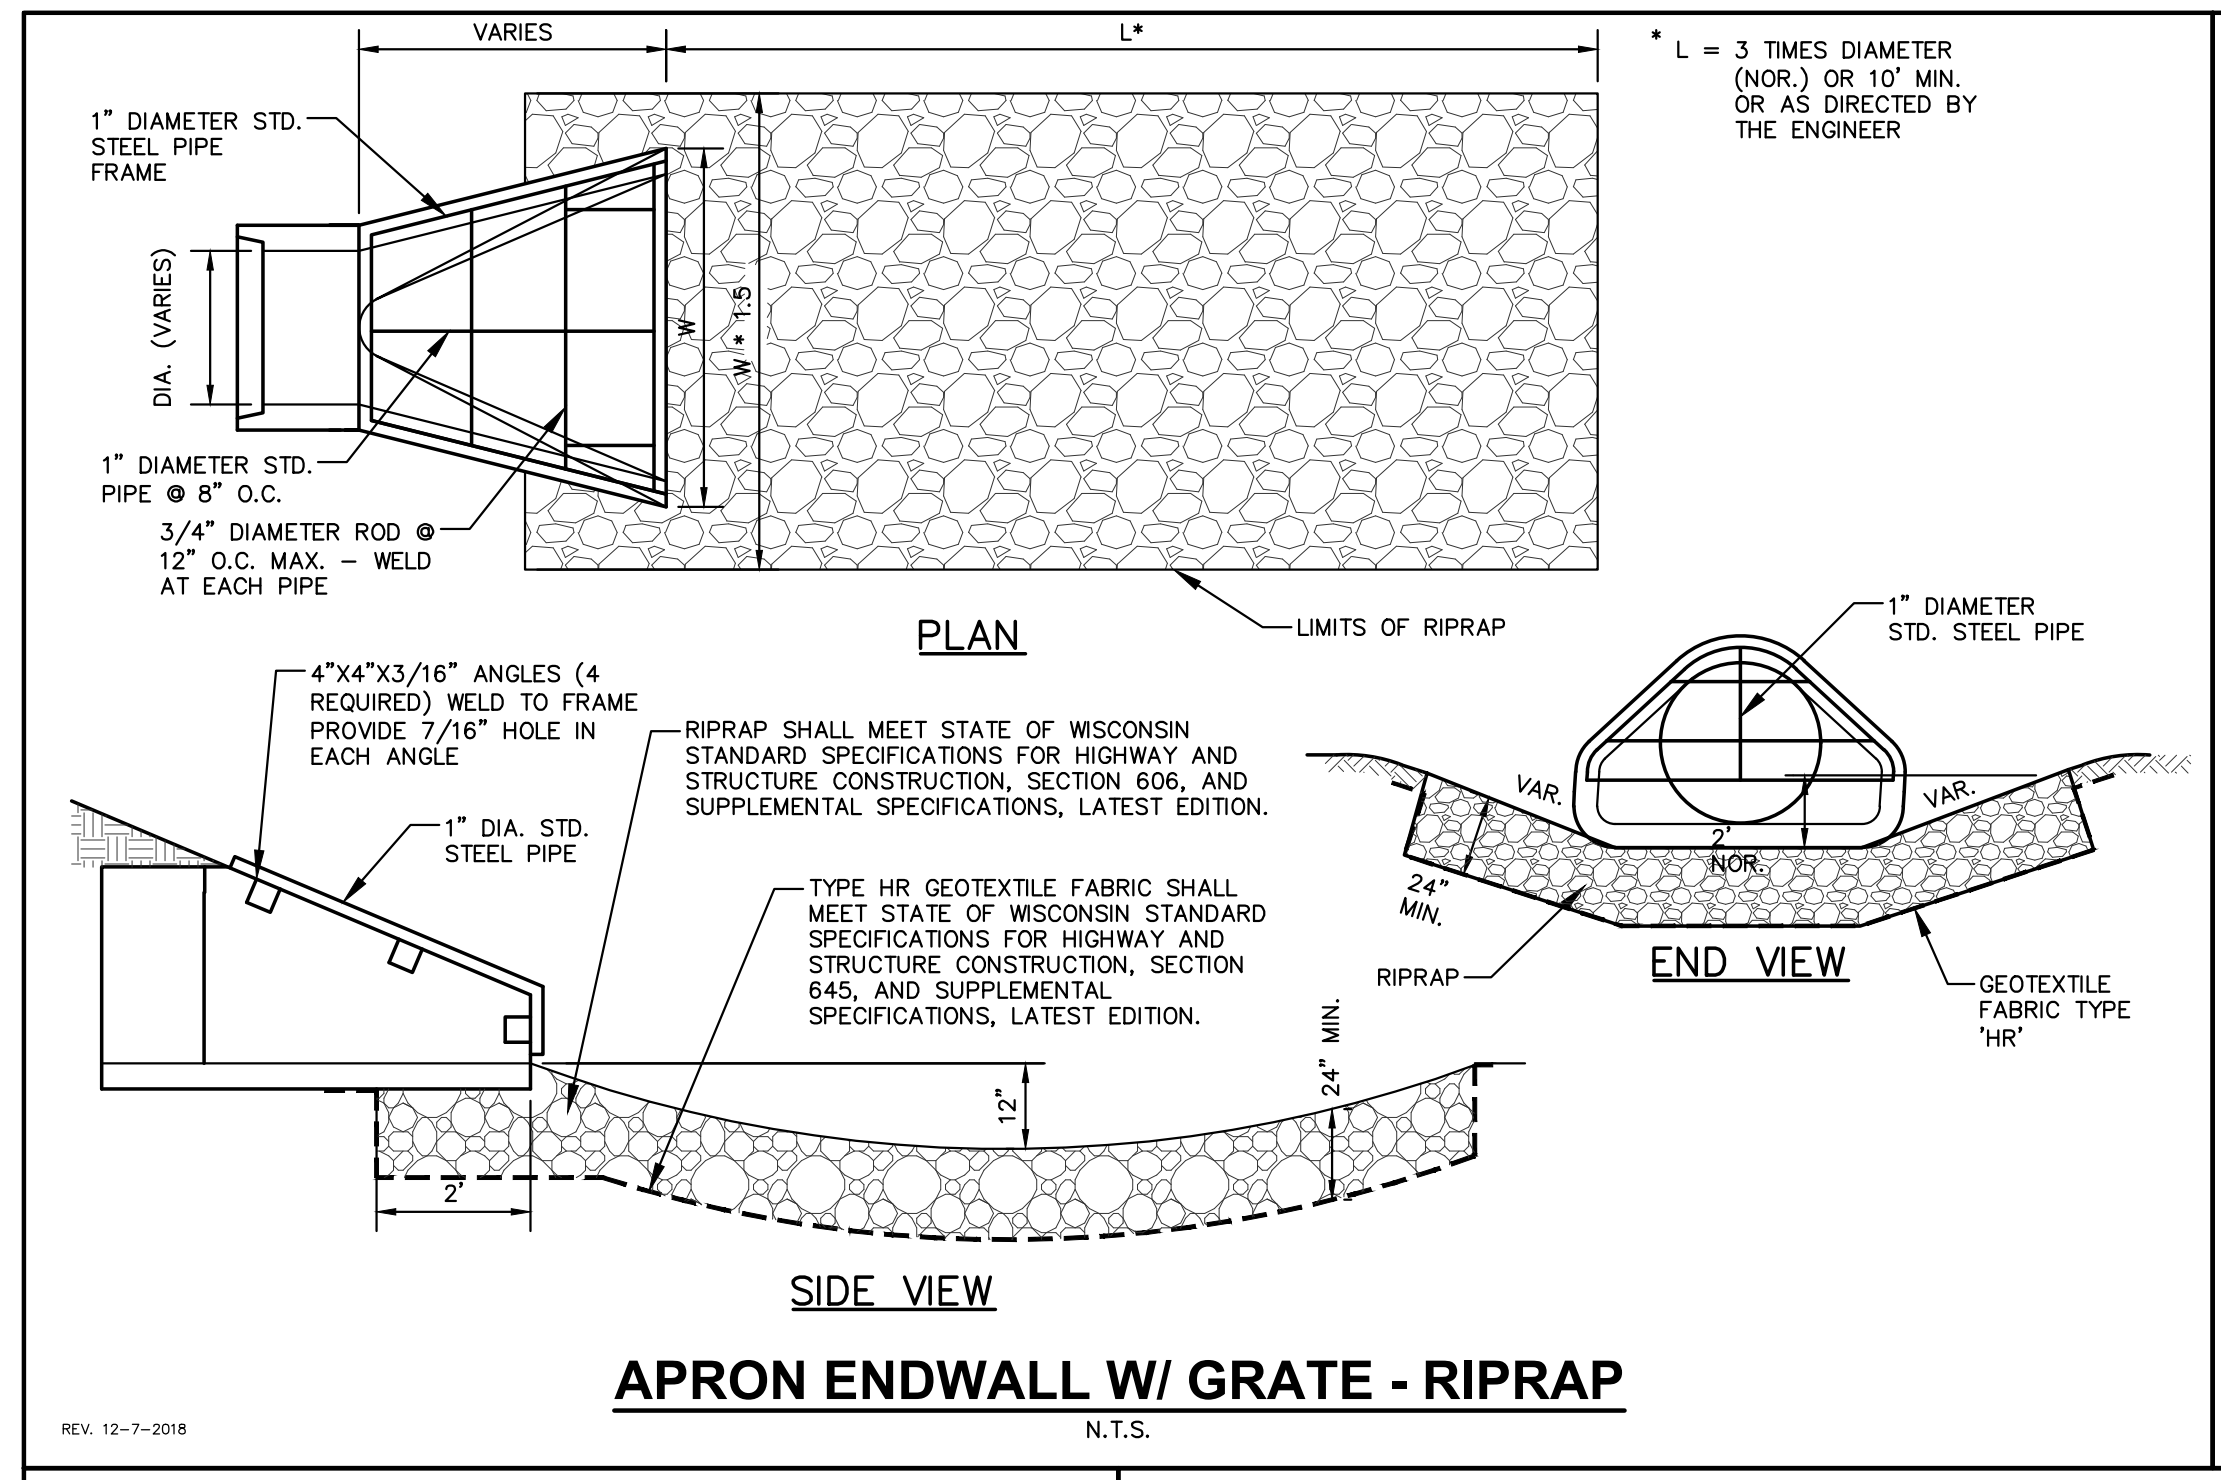 VARIES
L*
* L = 3 TIMES DIAMETER
(NOR.) OR 10' MIN.
OR AS DIRECTED BY
THE ENGINEER
1" DIAMETER STD.
STEEL PIPE
FRAME
DIA. (VARIES)
W
W * 1.5
1" DIAMETER STD.
PIPE @ 8" O.C.
3/4" DIAMETER ROD @
12" O.C. MAX. – WELD
AT EACH PIPE
PLAN
LIMITS OF RIPRAP
1" DIAMETER
STD. STEEL PIPE
4"X4"X3/16" ANGLES (4
REQUIRED) WELD TO FRAME
PROVIDE 7/16" HOLE IN
EACH ANGLE
RIPRAP SHALL MEET STATE OF WISCONSIN
STANDARD SPECIFICATIONS FOR HIGHWAY AND
STRUCTURE CONSTRUCTION, SECTION 606, AND
SUPPLEMENTAL SPECIFICATIONS, LATEST EDITION.
1" DIA. STD.
STEEL PIPE
TYPE HR GEOTEXTILE FABRIC SHALL
MEET STATE OF WISCONSIN STANDARD
SPECIFICATIONS FOR HIGHWAY AND
STRUCTURE CONSTRUCTION, SECTION
645, AND SUPPLEMENTAL
SPECIFICATIONS, LATEST EDITION.
VAR.
VAR.
2'
NOR.
24"
MIN.
RIPRAP
END VIEW
GEOTEXTILE
FABRIC TYPE
'HR'
12"
24" MIN.
2'
SIDE VIEW
APRON ENDWALL W/ GRATE - RIPRAP
N.T.S.
REV. 12–7–2018